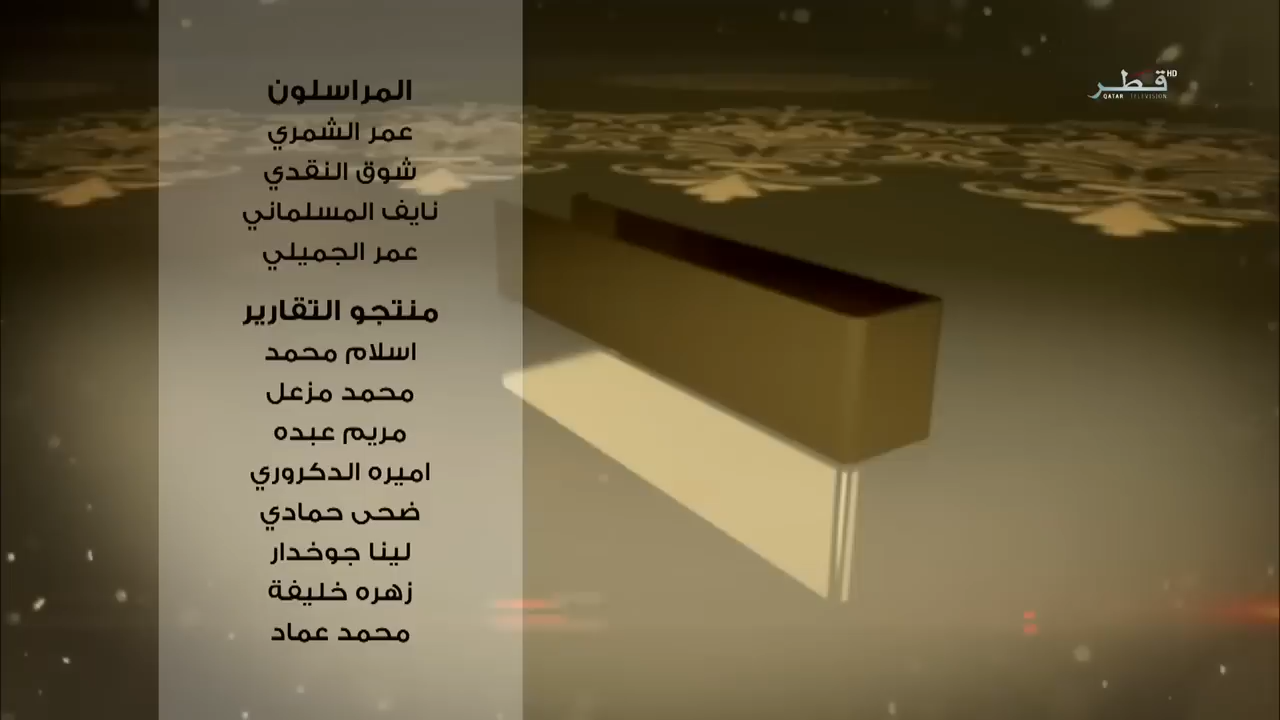 المراسلون
عمر الشمري
شوق النقدي
نايف المسلماني
عمر الجميلي
منتجو التقارير
اسلام محمد
محمد مزعل
مريم عبده
اميره الدكروري
ضحى حمادي
لينا جوخدار
زهره خليفة
محمد عماد
قطر HD
QATAR TELEVISION